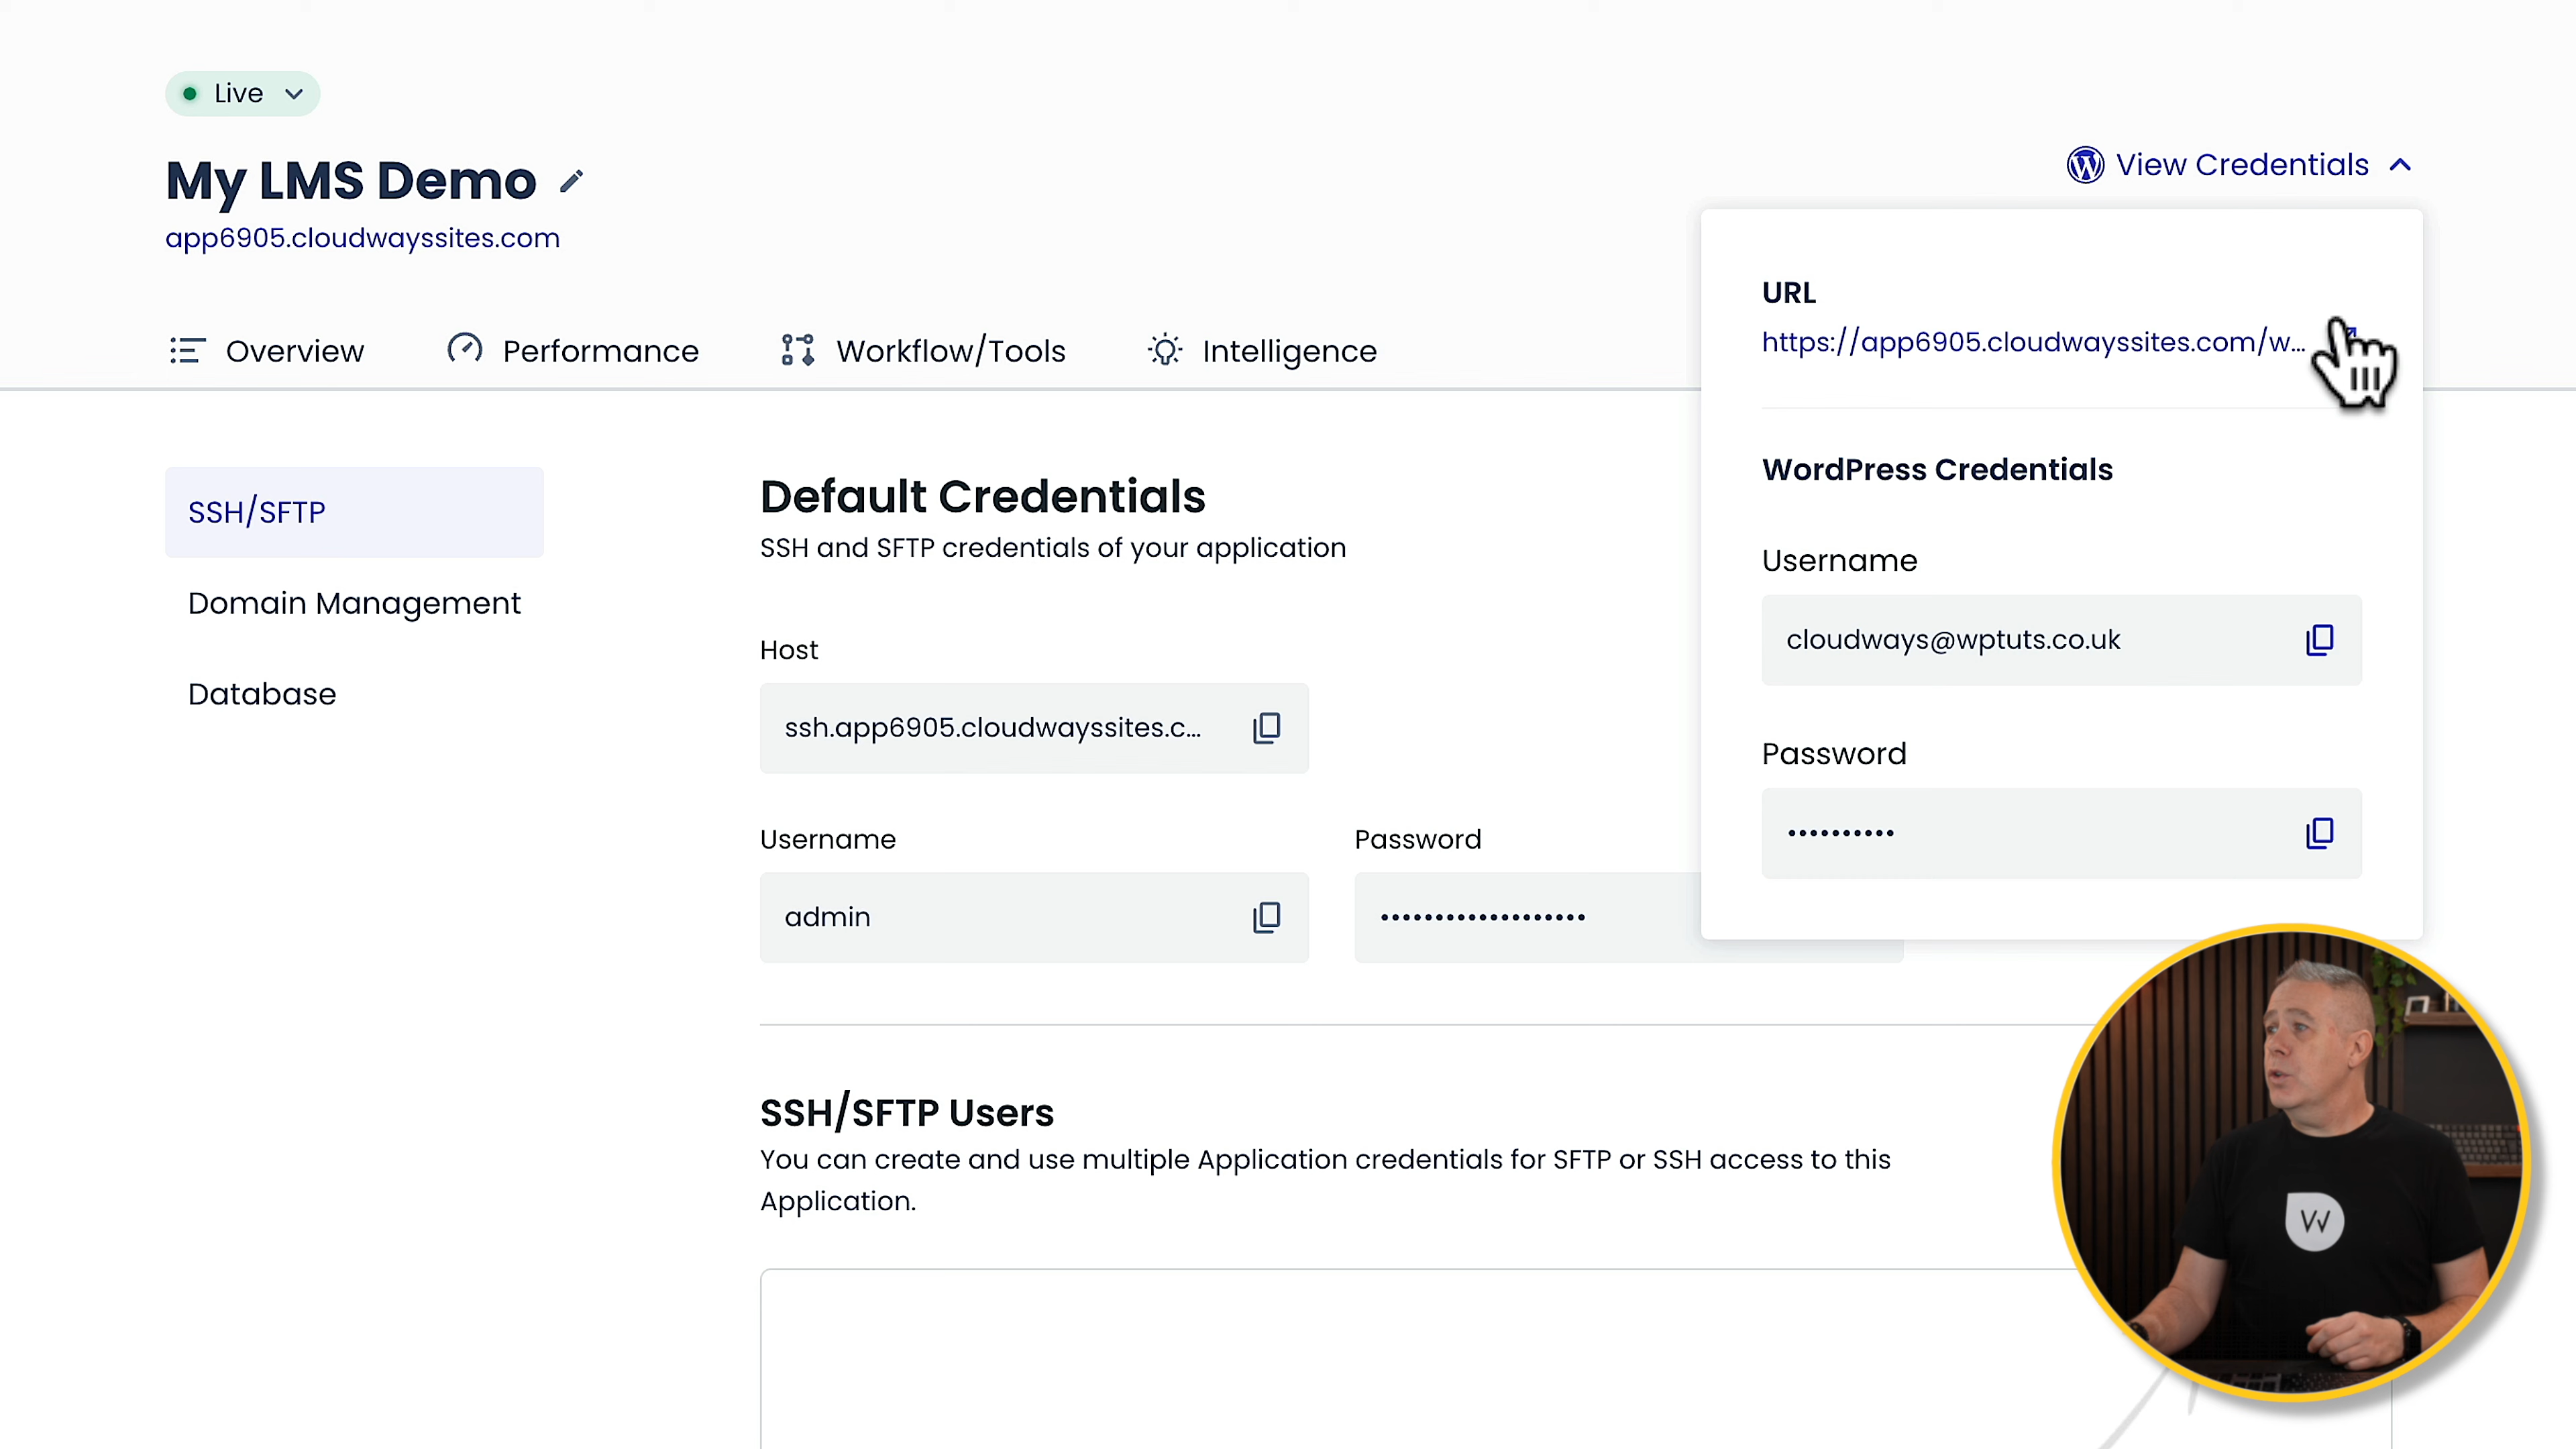 Live
My LMS Demo
app6905.cloudwayssites.com
View Credentials
Overview
Performance
Workflow/Tools
Intelligence
URL
https://app6905.cloudwayssites.com/w...
WordPress Credentials
Username
cloudways@wptuts.co.uk
Password
••••••••••
SSH/SFTP
Domain Management
Database
Default Credentials
SSH and SFTP credentials of your application
Host
ssh.app6905.cloudwayssites.c...
Username
Password
admin
•••••••••••••••••••
SSH/SFTP Users
You can create and use multiple Application credentials for SFTP or SSH access to this
Application.
W